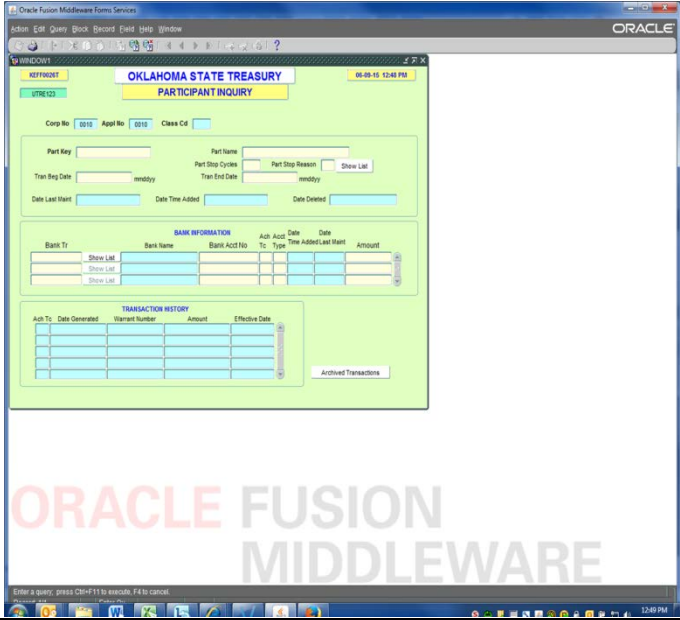 Oracle Fusion Middleware Forms Services
Action Edit Query Block Record Field Help Window
ORACLE
WINDOW1
KEFF0026T OKLAHOMA STATE TREASURY 06-09-15 12:48 PM
UTRE123 PARTICIPANT INQUIRY
Corp No 0010 Appl No 0010 Class Cd
Part Key Part Name
Part Stop Cycles Part Stop Reason Show List
Tran Beg Date mmddyy Tran End Date mmddyy
Date Last Maint Date Time Added Date Deleted
BANK INFORMATION
Bank Tr Bank Name Bank Acct No Ach Tc Acct Type Date Time Added Date Last Maint Amount
Show List
Show List
Show List
TRANSACTION HISTORY
Ach Tc Date Generated Warrant Number Amount Effective Date
Archived Transactions
ORACLE FUSION
MIDDLEWARE
Enter a query; press Ctrl+F11 to execute, F4 to cancel.
12:49 PM